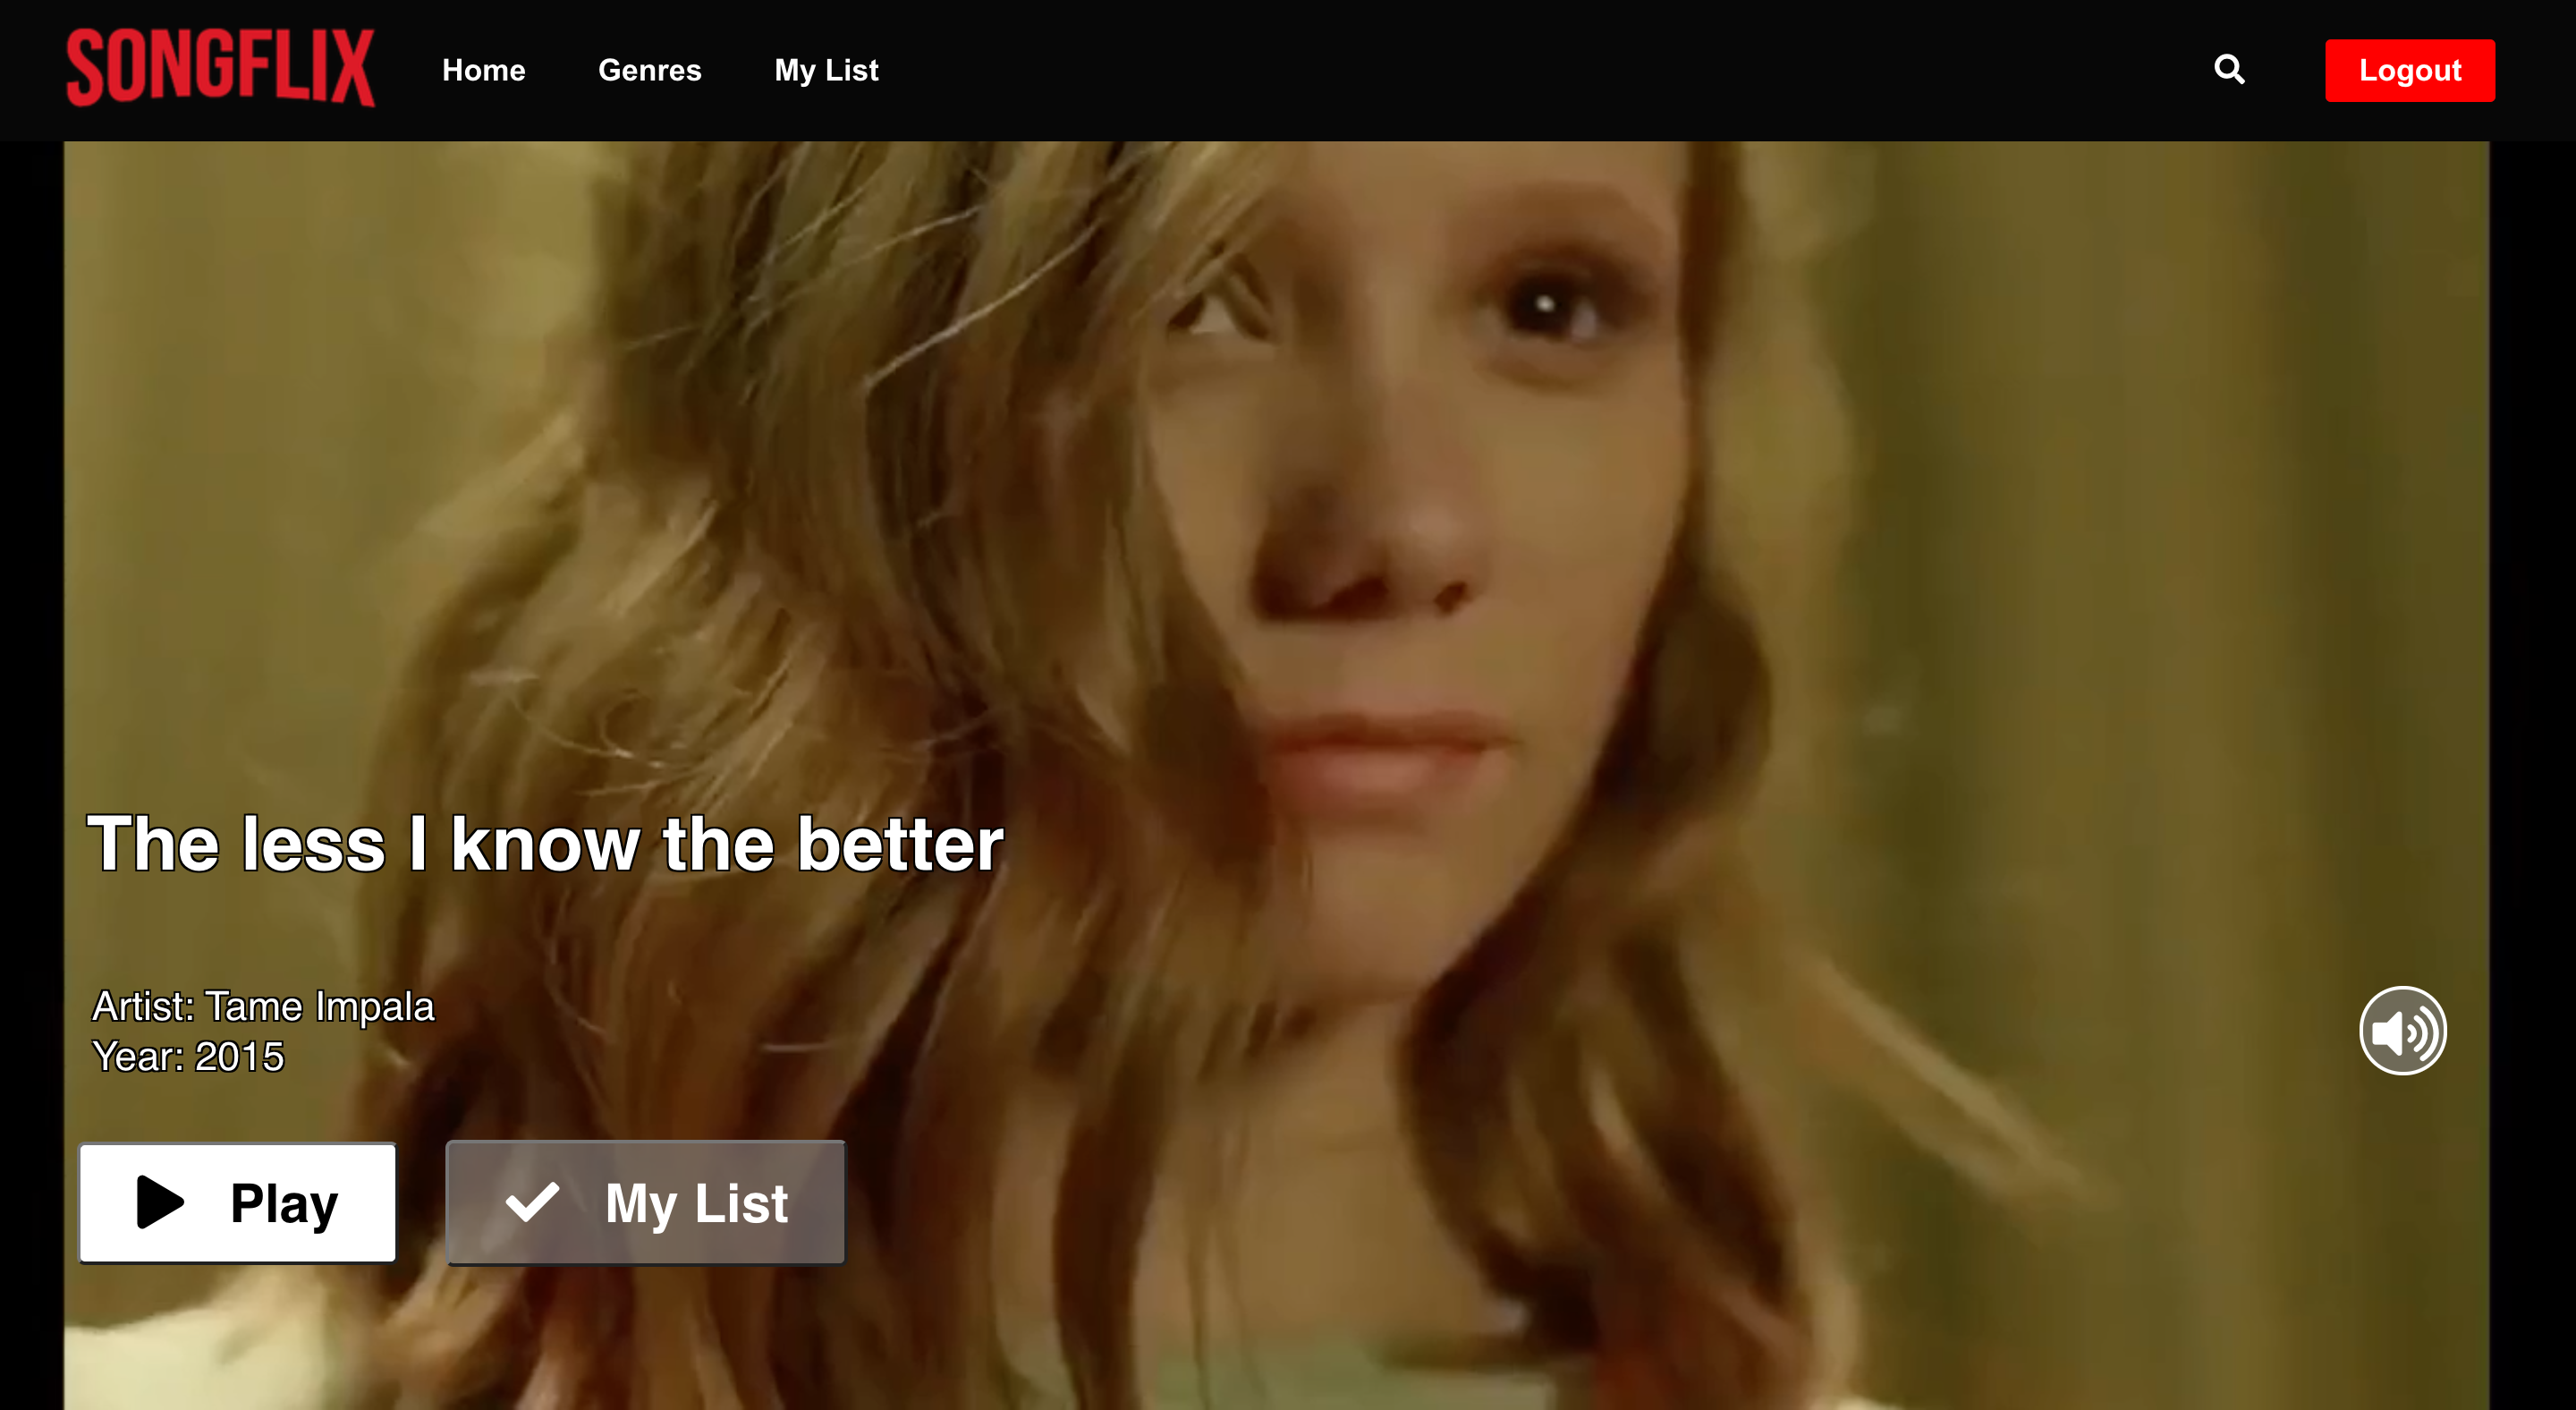 SONGFLIX
Home Genres My List Logout
The less I know the better
Artist: Tame Impala
Year: 2015
Play My List